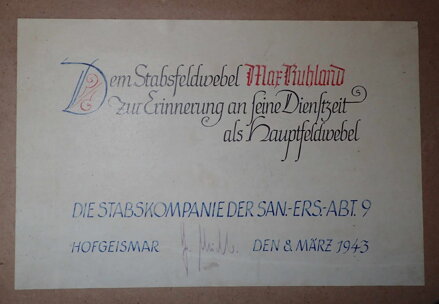 Dem Stabsfeldwebel Max Ruhland
zur Erinnerung an seine Dienstzeit
als Hauptfeldwebel
DIE STABSKOMPANIE DER SAN.-ERS.-ABT. 9
HOFGEISMAR DEN 8. MÄRZ 1943